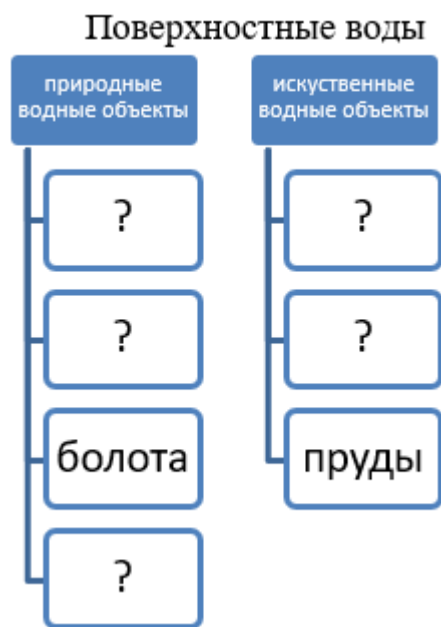 Поверхностные воды
природные
водные объекты
?
?
болота
?
искуственные
водные объекты
?
?
пруды